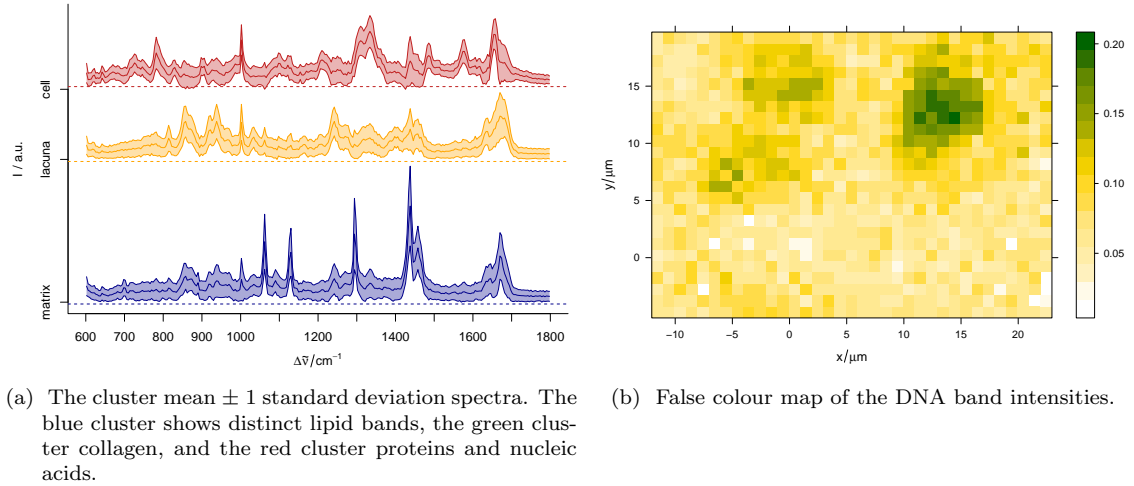 I / a.u.
cell
lacuna
matrix
600 700 800 900 1000 1200 1400 1600 1800
Δν̃/cm⁻¹
y/μm
15
10
5
0
−10 −5 0 5 10 15 20
x/μm
0.20
0.15
0.10
0.05
(a) The cluster mean ± 1 standard deviation spectra. The
blue cluster shows distinct lipid bands, the green clus-
ter collagen, and the red cluster proteins and nucleic
acids.
(b) False colour map of the DNA band intensities.